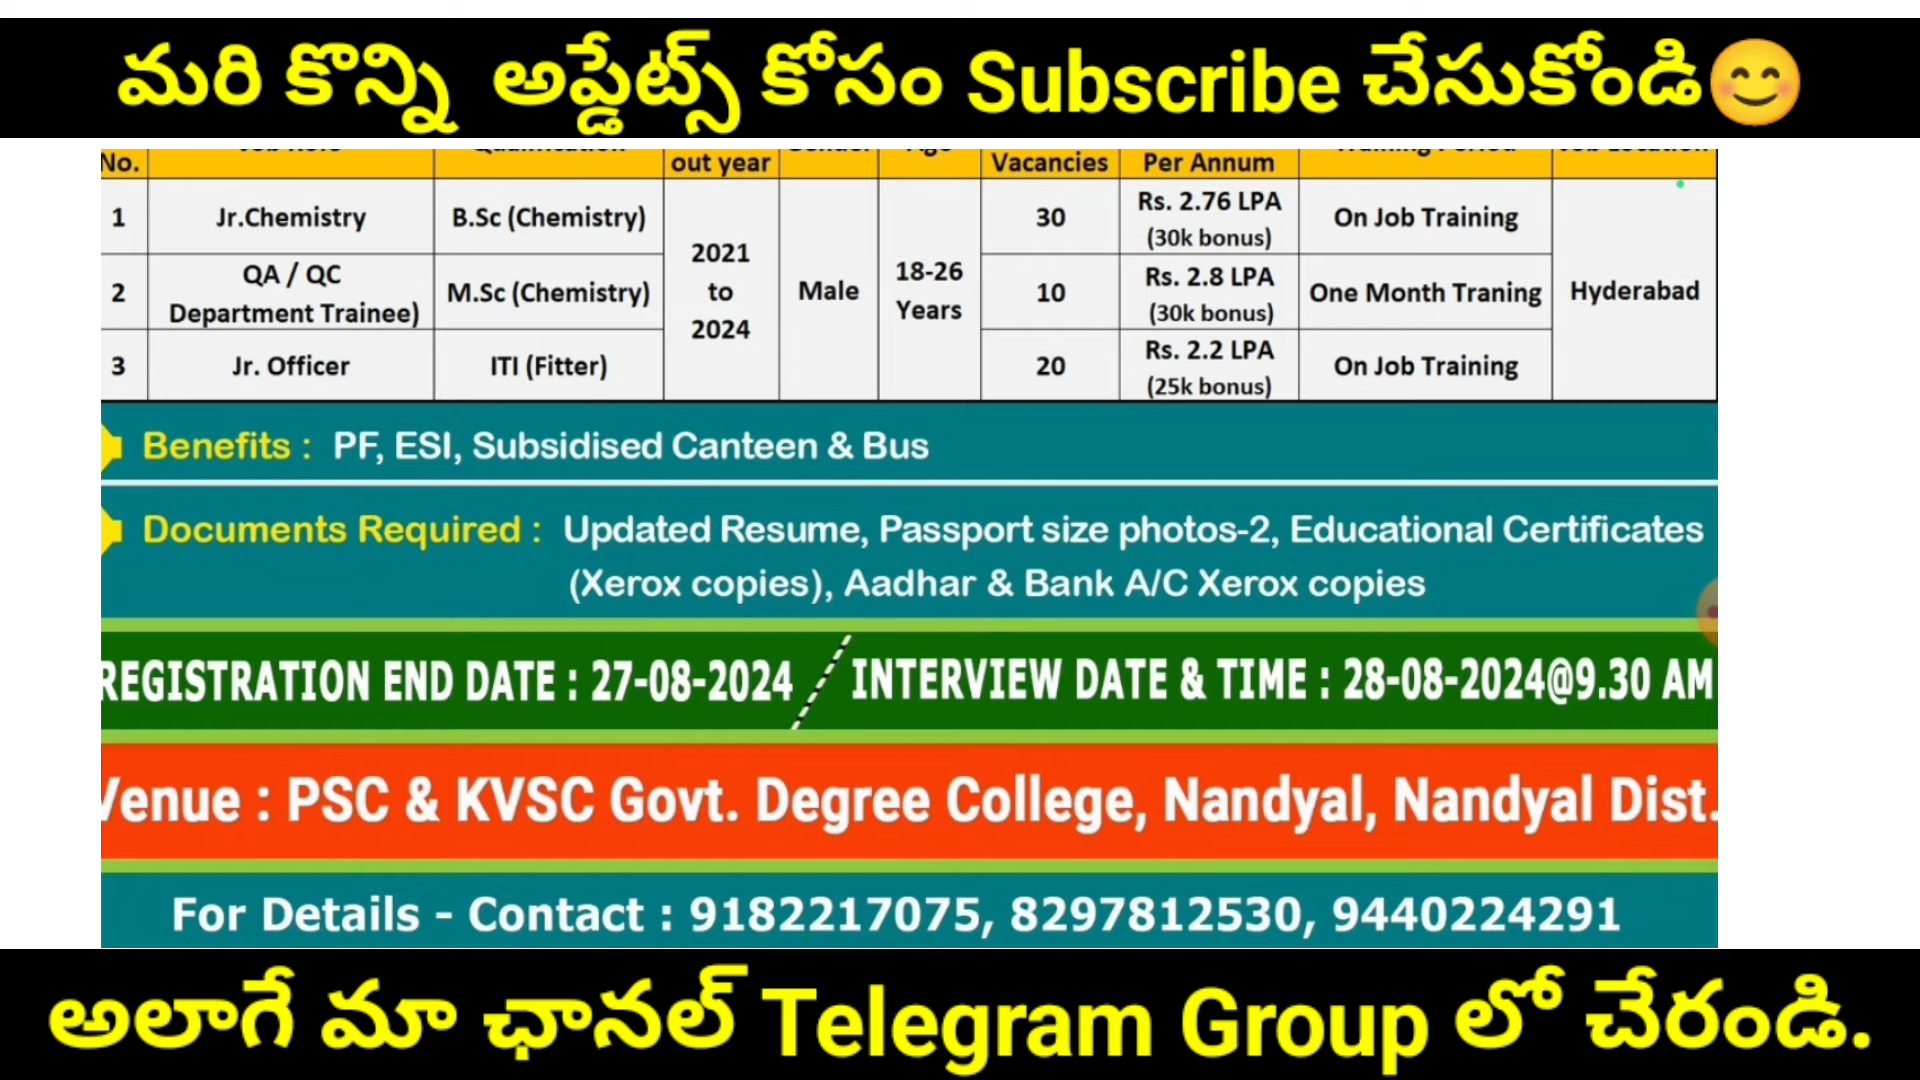 మరి కొన్ని అప్డేట్స్ కోసం Subscribe చేసుకోండి😊
No. out year Vacancies Per Annum
1 Jr.Chemistry B.Sc (Chemistry) 30 Rs. 2.76 LPA (30k bonus) On Job Training
2021 to 2024 Male 18-26 Years Hyderabad
2 QA / QC Department Trainee) M.Sc (Chemistry) 10 Rs. 2.8 LPA (30k bonus) One Month Traning
3 Jr. Officer ITI (Fitter) 20 Rs. 2.2 LPA (25k bonus) On Job Training
Benefits : PF, ESI, Subsidised Canteen & Bus
Documents Required : Updated Resume, Passport size photos-2, Educational Certificates
(Xerox copies), Aadhar & Bank A/C Xerox copies
REGISTRATION END DATE : 27-08-2024 / INTERVIEW DATE & TIME : 28-08-2024@9.30 AM
Venue : PSC & KVSC Govt. Degree College, Nandyal, Nandyal Dist.
For Details - Contact : 9182217075, 8297812530, 9440224291
అలాగే మా ఛానల్ Telegram Group లో చేరండి.